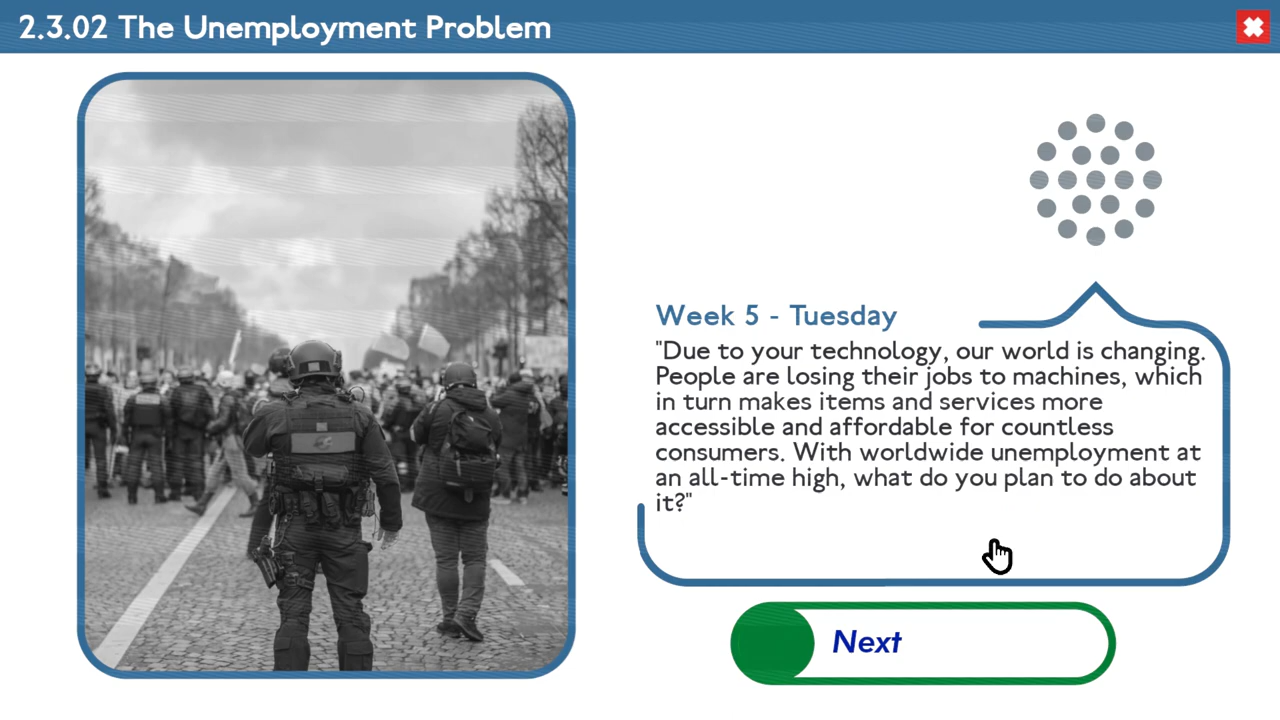 2.3.02 The Unemployment Problem
Week 5 - Tuesday
"Due to your technology, our world is changing.
People are losing their jobs to machines, which
in turn makes items and services more
accessible and affordable for countless
consumers. With worldwide unemployment at
an all-time high, what do you plan to do about
it?"
Next